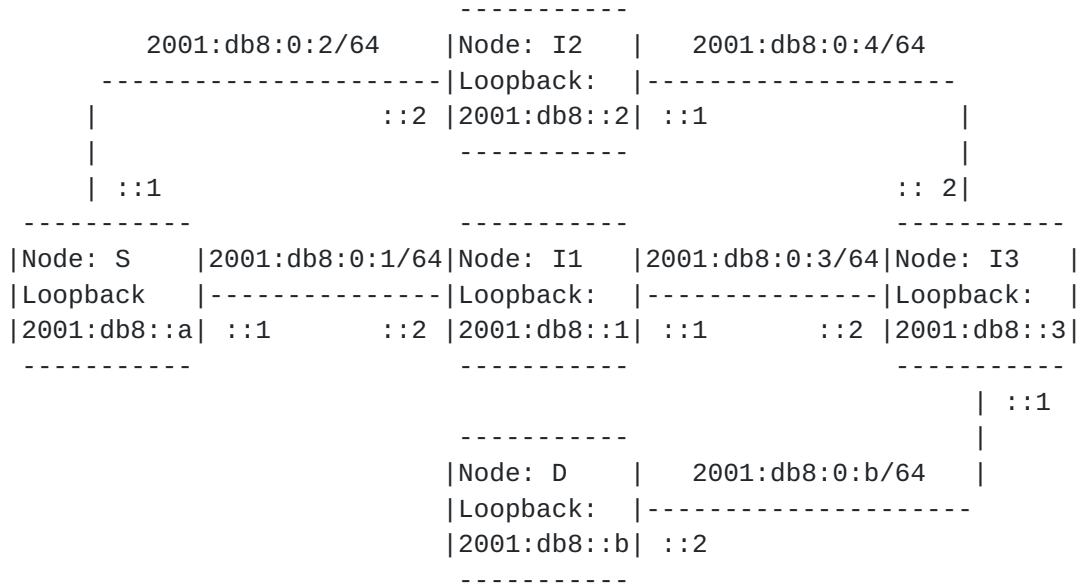 2001:db8:0:2/64 |Node: I2 | 2001:db8:0:4/64
Loopback:
::2 |2001:db8::2| ::1
::1 :: 2|
|Node: S |2001:db8:0:1/64|Node: I1 |2001:db8:0:3/64|Node: I3 |
|Loopback |---------------|Loopback: |---------------|Loopback: |
|2001:db8::a| ::1 ::2 |2001:db8::1| ::1 ::2 |2001:db8::3|
| ::1
|Node: D | 2001:db8:0:b/64 |
|Loopback: |---------------------
|2001:db8::b| ::2